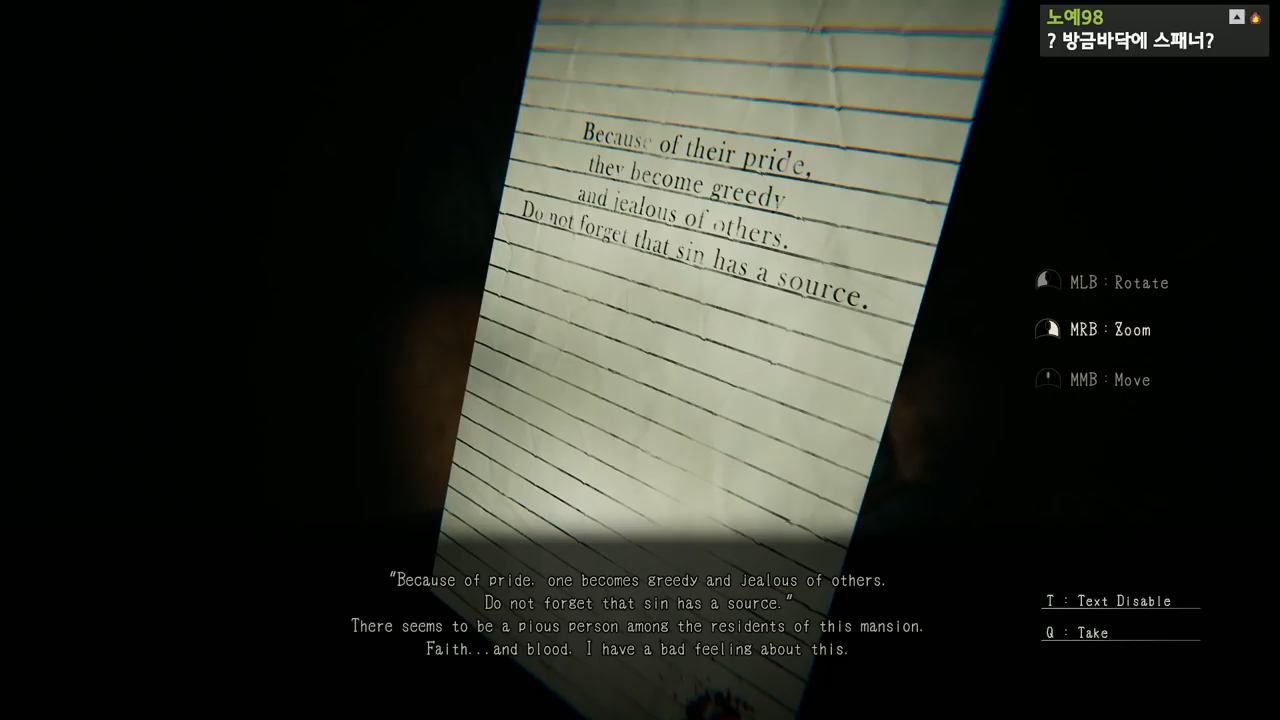 노예98
? 방금바닥에 스패너?
Because of their pride,
they become greedy
and jealous of others.
Do not forget that sin has a source.
MLB : Rotate
MRB : Zoom
MMB : Move
"Because of pride, one becomes greedy and jealous of others.
Do not forget that sin has a source."
There seems to be a pious person among the residents of this mansion.
Faith...and blood. I have a bad feeling about this.
T : Text Disable
Q : Take